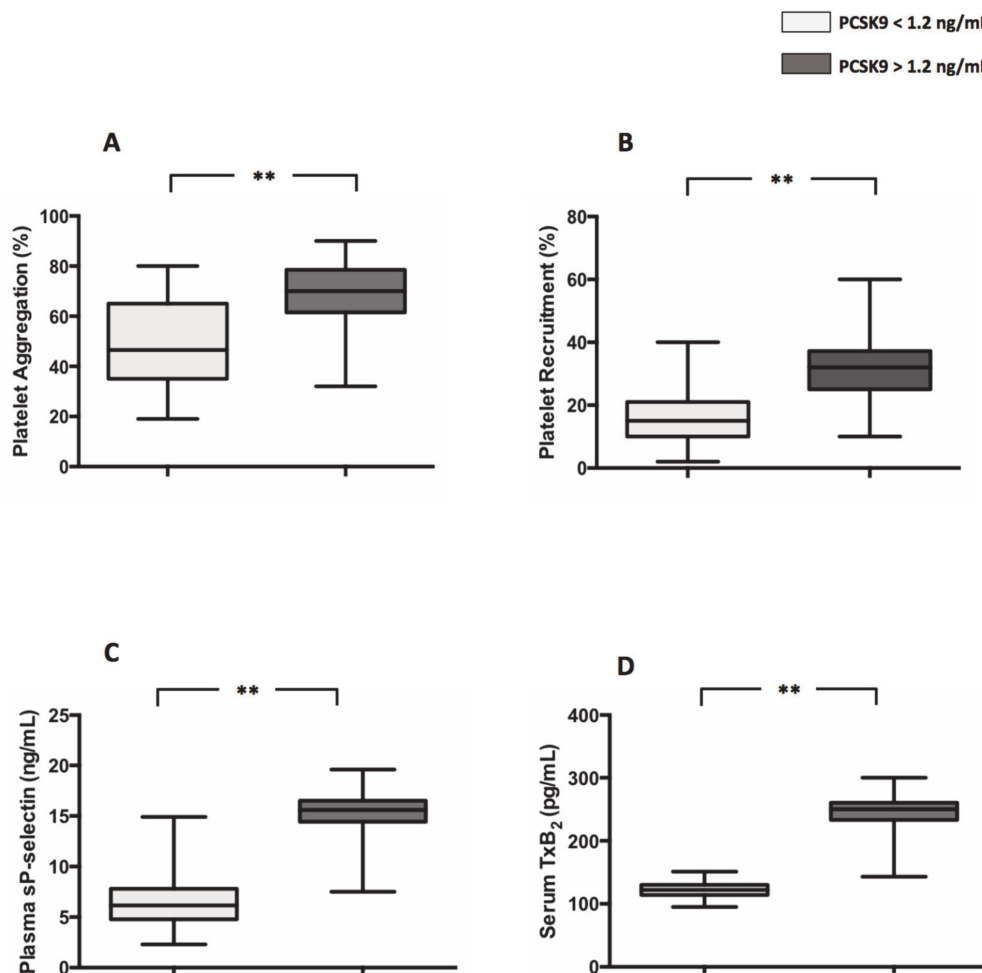 PCSK9 < 1.2 ng/ml
PCSK9 > 1.2 ng/ml
A
**
Platelet Aggregation (%)
100
80
60
40
20
0
B
**
Platelet Recruitment (%)
80
60
40
20
0
C
**
Plasma sP-selectin (ng/mL)
25
20
15
10
5
0
D
**
Serum TxB₂ (pg/mL)
400
300
200
100
0